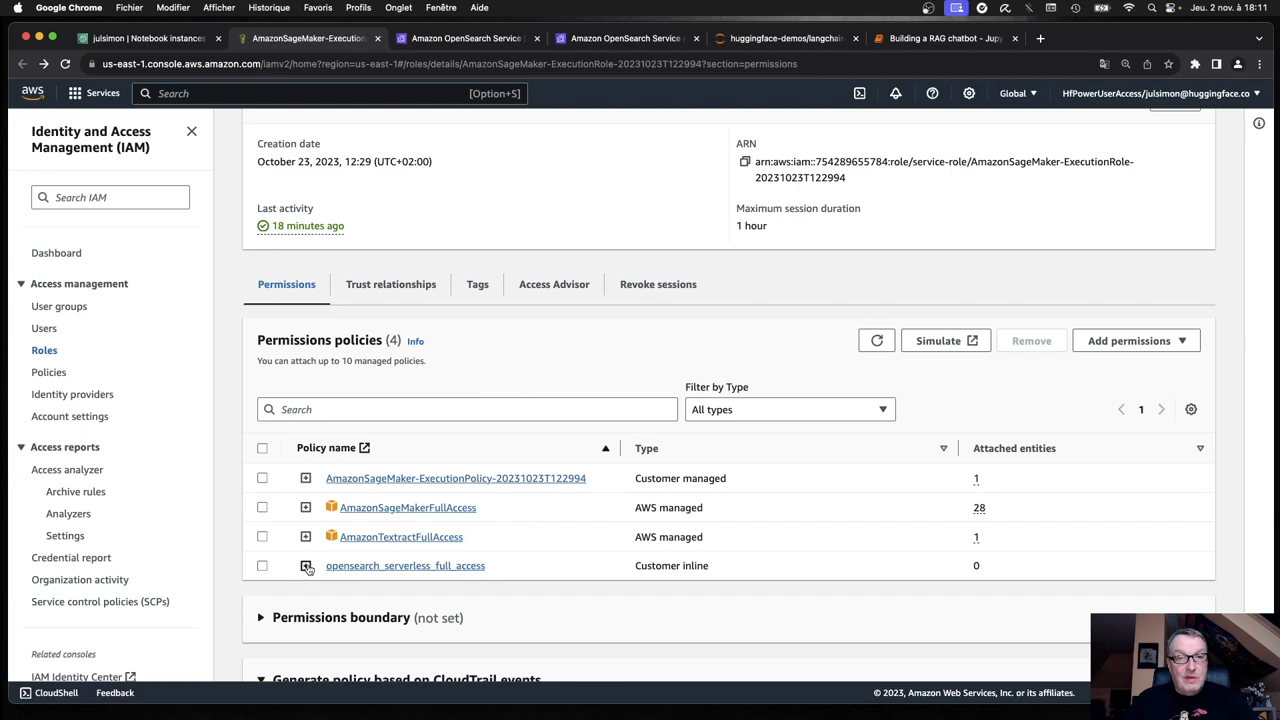 Google Chrome Fichier Modifier Afficher Historique Favoris Profils Onglet Fenêtre Aide Jeu. 2 nov. à 18:11
julsimon | Notebook instances AmazonSageMaker-Execution Amazon OpenSearch Service Amazon OpenSearch Service huggingface-demos/langchain Building a RAG chatbot - Jup
us-east-1.console.aws.amazon.com/iamv2/home?region=us-east-1#/roles/details/AmazonSageMaker-ExecutionRole-20231023T122994?section=permissions
aws Services Search [Option+S] Global HfPowerUserAccess/julsimon@huggingface.co
Identity and Access
Management (IAM)
Search IAM
Dashboard
Access management
User groups
Users
Roles
Policies
Identity providers
Account settings
Access reports
Access analyzer
Archive rules
Analyzers
Settings
Credential report
Organization activity
Service control policies (SCPs)
Related consoles
IAM Identity Center
Creation date
October 23, 2023, 12:29 (UTC+02:00)
ARN
arn:aws:iam::754289655784:role/service-role/AmazonSageMaker-ExecutionRole-
20231023T122994
Last activity
18 minutes ago
Maximum session duration
1 hour
Permissions Trust relationships Tags Access Advisor Revoke sessions
Permissions policies (4) Info
You can attach up to 10 managed policies.
Simulate Remove Add permissions
Filter by Type
Search All types 1
Policy name Type Attached entities
AmazonSageMaker-ExecutionPolicy-20231023T122994 Customer managed 1
AmazonSageMakerFullAccess AWS managed 28
AmazonTextractFullAccess AWS managed 1
opensearch_serverless_full_access Customer inline 0
Permissions boundary (not set)
Generate policy based on CloudTrail events
CloudShell Feedback © 2023, Amazon Web Services, Inc. or its affiliates.